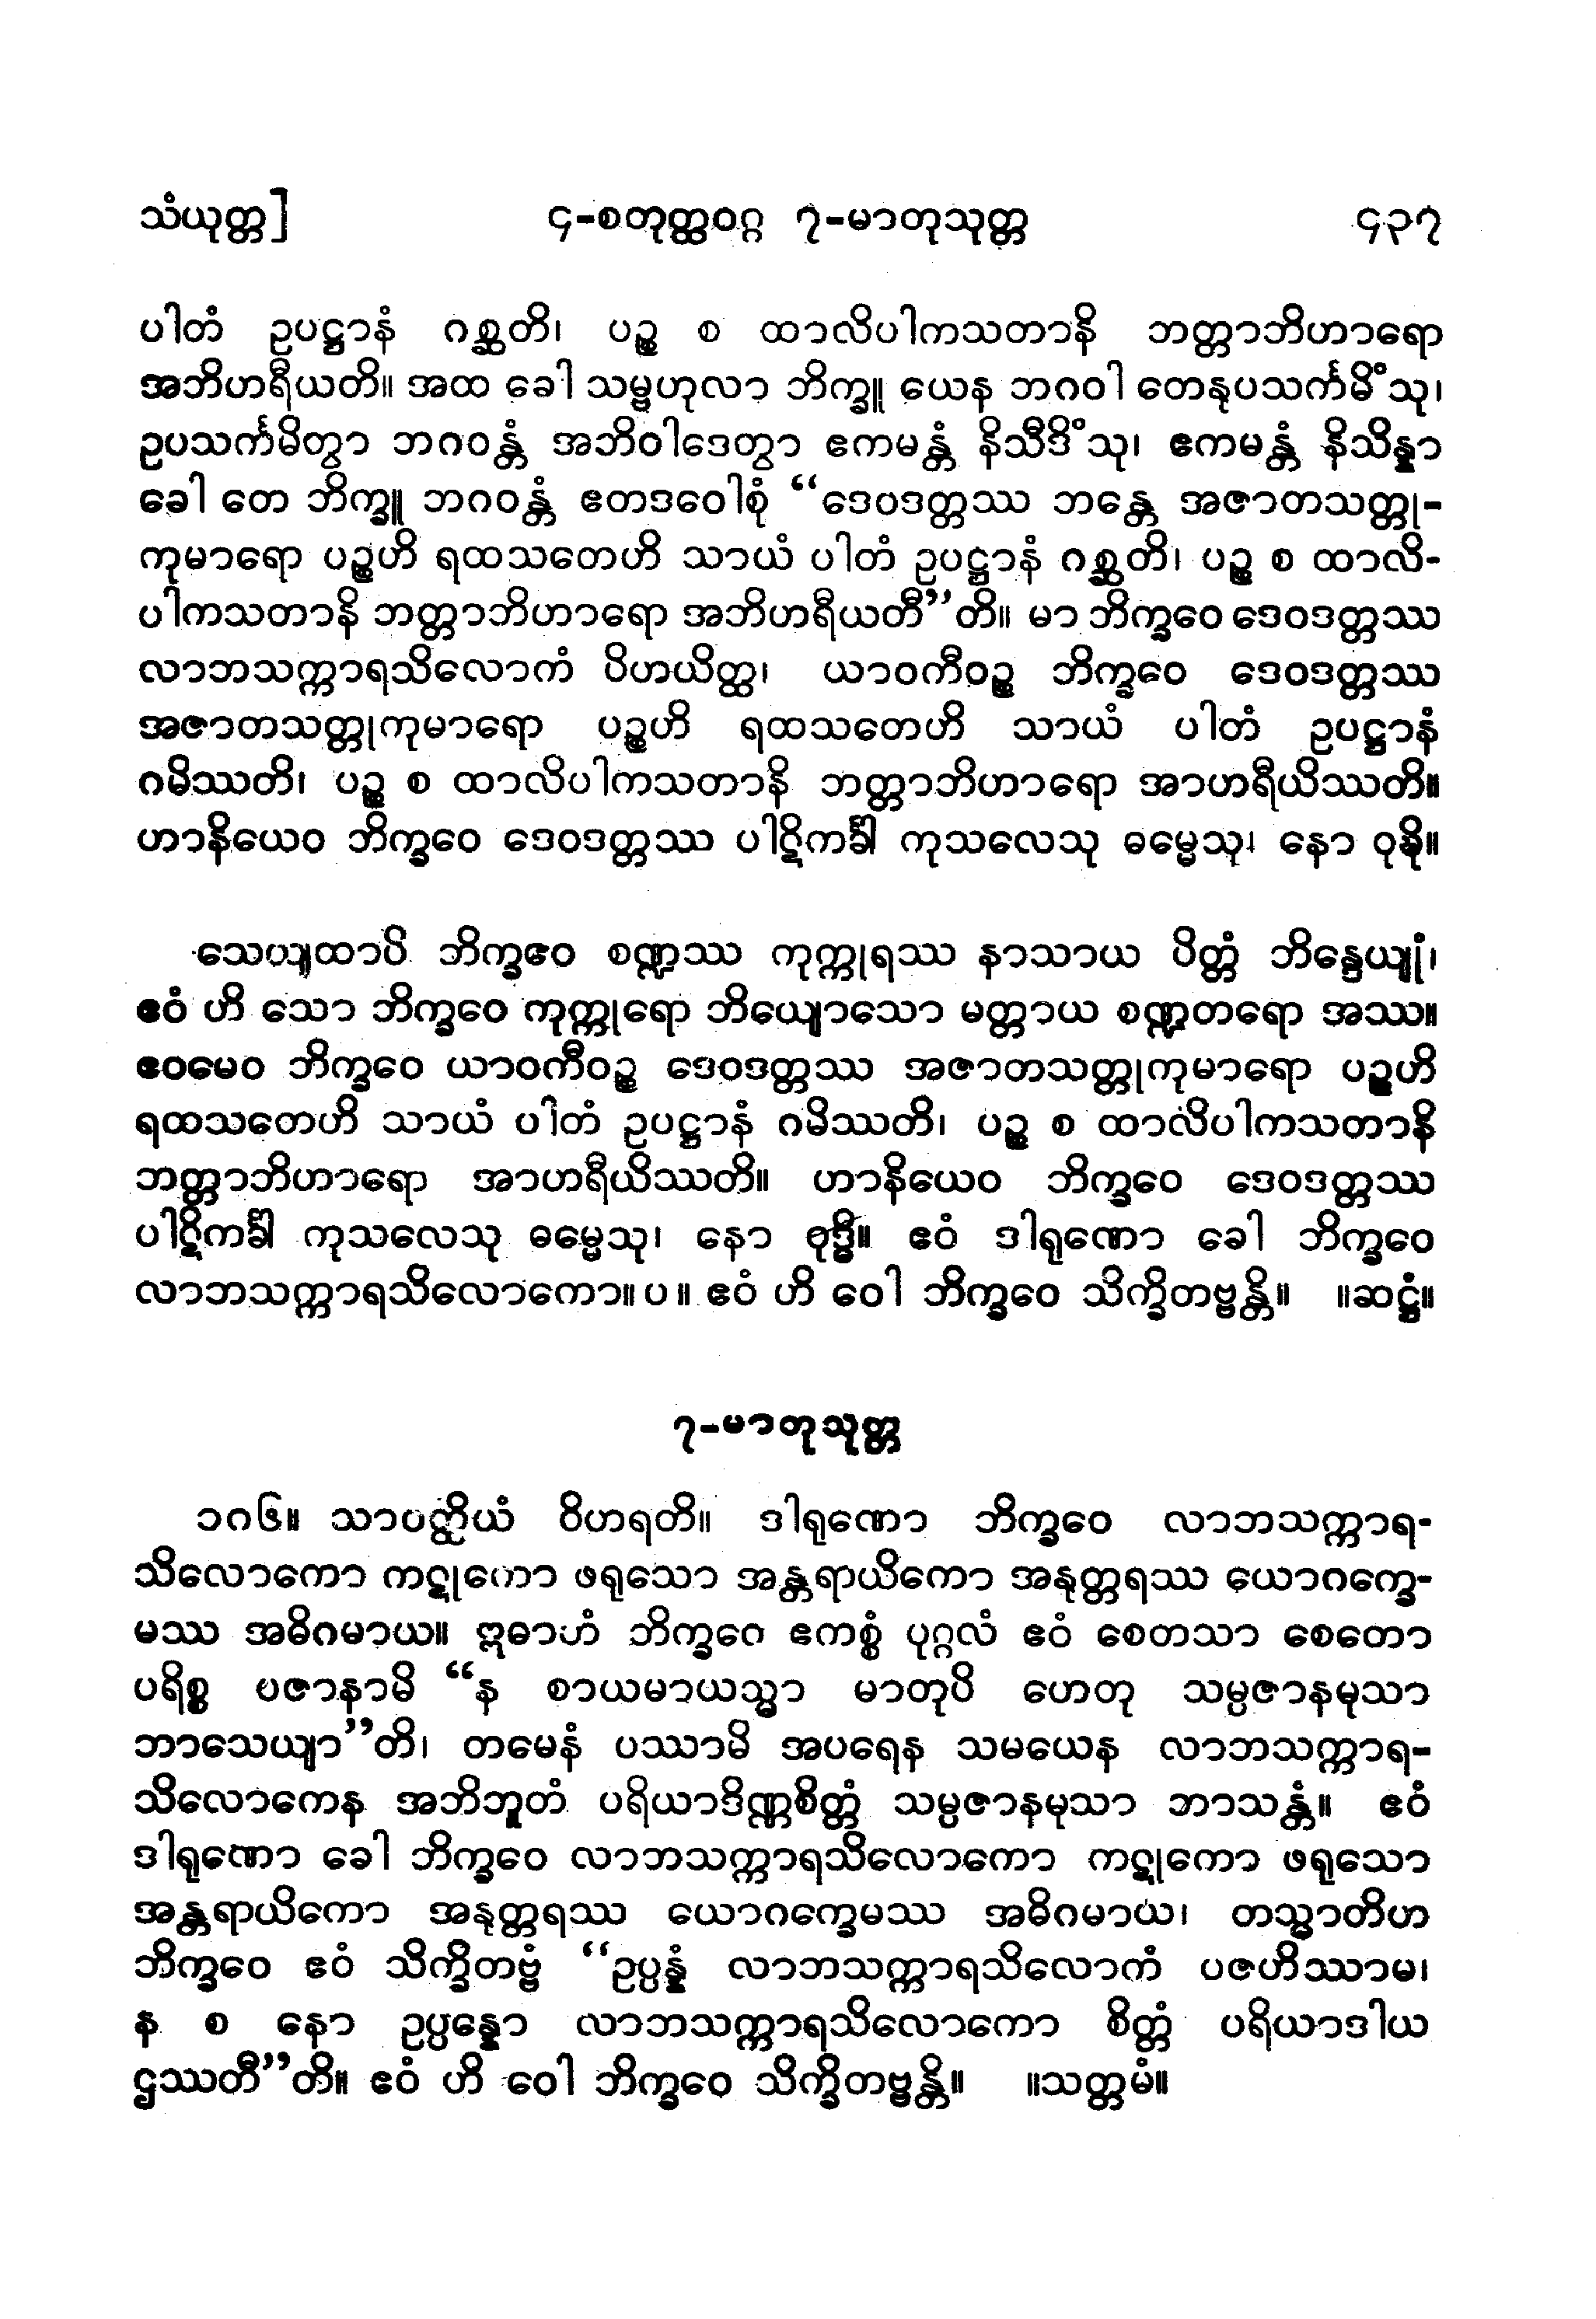 သံယုတ္တ]	၄-စတုတ္ထဝဂ္ဂ ၇-မာတုသုတ္တ	၄၃၇
ပါတံ ဥပဋ္ဌာနံ ဂစ္ဆတိ၊ ပဉ္စ စ ထာလိပါကသတာနိ ဘတ္တာဘိဟာရော
အဘိဟရီယတိ။ အထ ခေါ သမ္ဗဟုလာ ဘိက္ခူ ယေန ဘဂဝါ တေနုပသင်္ကမိံသု၊
ဥပသင်္ကမိတွာ ဘဂဝန္တံ အဘိဝါဒေတွာ ဧကမန္တံ နိသီဒိံသု၊ ဧကမန္တံ နိသိန္နာ
ခေါ တေ ဘိက္ခူ ဘဂဝန္တံ ဧတဒဝေါစုံ “ဒေဝဒတ္တဿ ဘန္တေ အဇာတသတ္တု-
ကုမာရော ပဉ္စဟိ ရထသတေဟိ သာယံ ပါတံ ဥပဋ္ဌာနံ ဂစ္ဆတိ၊ ပဉ္စ စ ထာလိ-
ပါကသတာနိ ဘတ္တာဘိဟာရော အဘိဟရီယတီ”တိ။ မာ ဘိက္ခဝေ ဒေဝဒတ္တဿ
လာဘသက္ကာရသိလောကံ ပိဟယိတ္ထ၊ ယာဝကီဝဉ္စ ဘိက္ခဝေ ဒေဝဒတ္တဿ
အဇာတသတ္တုကုမာရော ပဉ္စဟိ ရထသတေဟိ သာယံ ပါတံ ဥပဋ္ဌာနံ
ဂမိဿတိ၊ ပဉ္စ စ ထာလိပါကသတာနိ ဘတ္တာဘိဟာရော အာဟရီယိဿတိ။
ဟာနိယေဝ ဘိက္ခဝေ ဒေဝဒတ္တဿ ပါဋိကင်္ခါ ကုသလေသု ဓမ္မေသု၊ နော ဝုဒ္ဓိ။
သေယျထာပိ ဘိက္ခဝေ စဏ္ဍဿ ကုက္ကုရဿ နာသာယ ပိတ္တံ ဘိန္ဒေယျုံ၊
ဧဝံ ဟိ သော ဘိက္ခဝေ ကုက္ကုရော ဘိယျောသော မတ္တာယ စဏ္ဍတရော အဿ။
ဧဝမေဝ ဘိက္ခဝေ ယာဝကီဝဉ္စ ဒေဝဒတ္တဿ အဇာတသတ္တုကုမာရော ပဉ္စဟိ
ရထသတေဟိ သာယံ ပါတံ ဥပဋ္ဌာနံ ဂမိဿတိ၊ ပဉ္စ စ ထာလိပါကသတာနိ
ဘတ္တာဘိဟာရော အာဟရီယိဿတိ။ ဟာနိယေဝ ဘိက္ခဝေ ဒေဝဒတ္တဿ
ပါဋိကင်္ခါ ကုသလေသု ဓမ္မေသု၊ နော ဝုဒ္ဓိ။ ဧဝံ ဒါရုဏော ခေါ ဘိက္ခဝေ
လာဘသက္ကာရသိလောကော။ပ။ ဧဝံ ဟိ ဝေါ ဘိက္ခဝေ သိက္ခိတဗ္ဗန္တိ။ ။ဆဋ္ဌံ။
၇-မာတုသုတ္တ
၁၈၆။ သာဝတ္ထိယံ ဝိဟရတိ။ ဒါရုဏော ဘိက္ခဝေ လာဘသက္ကာရ-
သိလောကော ကဋုကော ဖရုသော အန္တရာယိကော အနုတ္တရဿ ယောဂက္ခေ-
မဿ အဓိဂမာယ။ ဣဓာဟံ ဘိက္ခဝေ ဧကစ္စံ ပုဂ္ဂလံ ဧဝံ စေတသာ စေတော
ပရိစ္စ ပဇာနာမိ “န စာယမာယသ္မာ မာတုပိ ဟေတု သမ္ပဇာနမုသာ
ဘာသေယျာ”တိ၊ တမေနံ ပဿာမိ အပရေန သမယေန လာဘသက္ကာရ-
သိလောကေန အဘိဘူတံ ပရိယာဒိဏ္ဏစိတ္တံ သမ္ပဇာနမုသာ ဘာသန္တံ။ ဧဝံ
ဒါရုဏော ခေါ ဘိက္ခဝေ လာဘသက္ကာရသိလောကော ကဋုကော ဖရုသော
အန္တရာယိကော အနုတ္တရဿ ယောဂက္ခေမဿ အဓိဂမာယ၊ တသ္မာတိဟ
ဘိက္ခဝေ ဧဝံ သိက္ခိတဗ္ဗံ “ဥပ္ပန္နံ လာဘသက္ကာရသိလောကံ ပဇဟိဿာမ၊
န စ နော ဥပ္ပန္နော လာဘသက္ကာရသိလောကော စိတ္တံ ပရိယာဒါယ
ဌဿတီ”တိ။ ဧဝံ ဟိ ဝေါ ဘိက္ခဝေ သိက္ခိတဗ္ဗန္တိ။ ။သတ္တမံ။